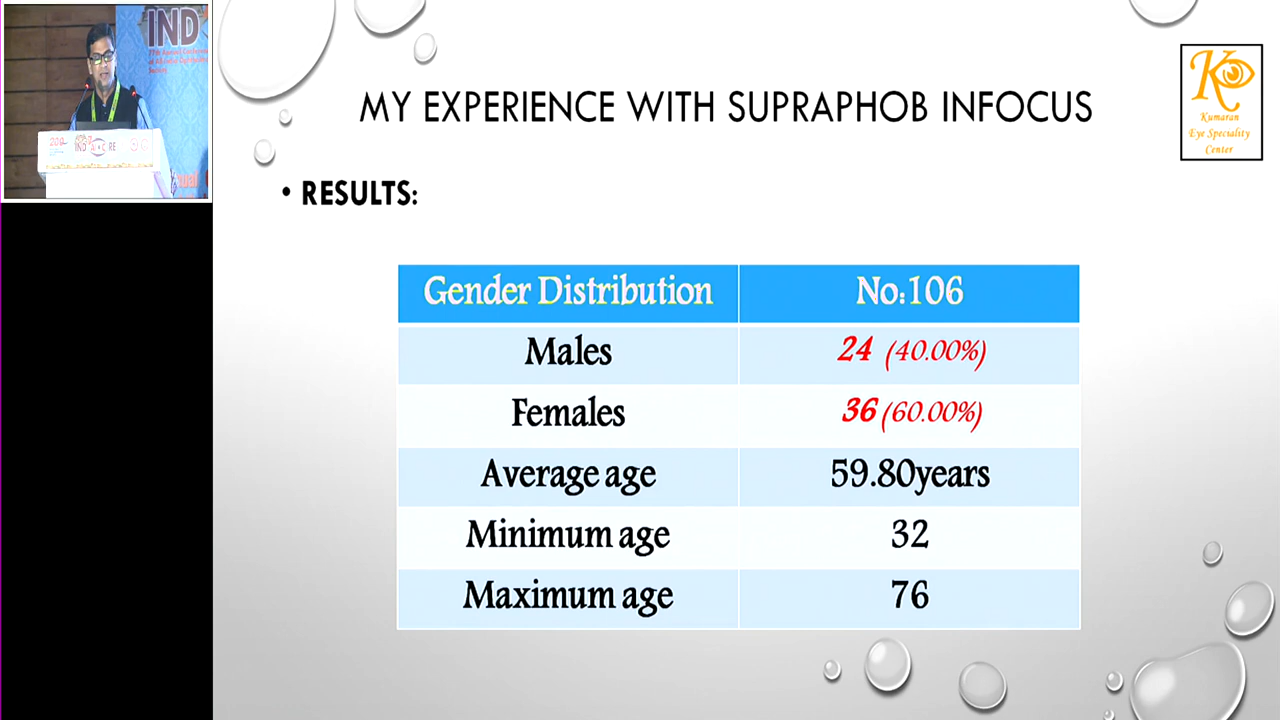 IND
MY EXPERIENCE WITH SUPRAPHOB INFOCUS
Kumaran
Eye Speciality
Center
• RESULTS:
Gender Distribution No:106
Males 24 (40.00%)
Females 36 (60.00%)
Average age 59.80years
Minimum age 32
Maximum age 76